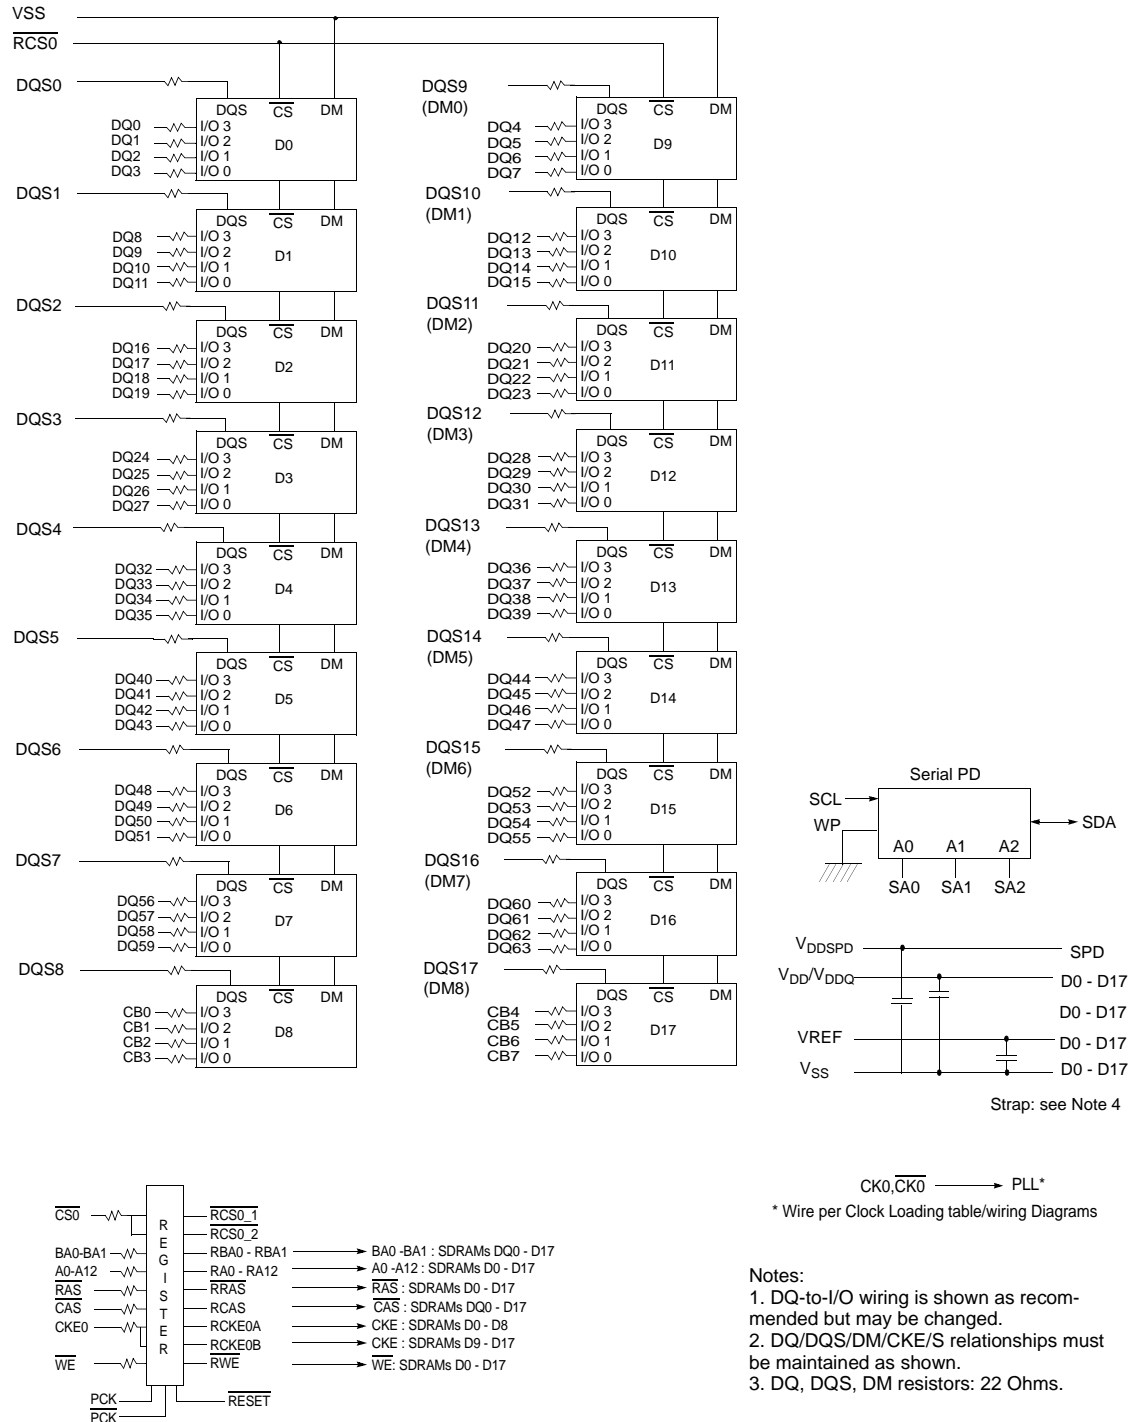 VSS
RCS0
DQS0
DQS CS DM
DQ0 I/O 3
DQ1 I/O 2
DQ2 I/O 1
DQ3 I/O 0
D0
DQS1
DQS CS DM
DQ8 I/O 3
DQ9 I/O 2
DQ10 I/O 1
DQ11 I/O 0
D1
DQS2
DQS CS DM
DQ16 I/O 3
DQ17 I/O 2
DQ18 I/O 1
DQ19 I/O 0
D2
DQS3
DQS CS DM
DQ24 I/O 3
DQ25 I/O 2
DQ26 I/O 1
DQ27 I/O 0
D3
DQS4
DQS CS DM
DQ32 I/O 3
DQ33 I/O 2
DQ34 I/O 1
DQ35 I/O 0
D4
DQS5
DQS CS DM
DQ40 I/O 3
DQ41 I/O 2
DQ42 I/O 1
DQ43 I/O 0
D5
DQS6
DQS CS DM
DQ48 I/O 3
DQ49 I/O 2
DQ50 I/O 1
DQ51 I/O 0
D6
DQS7
DQS CS DM
DQ56 I/O 3
DQ57 I/O 2
DQ58 I/O 1
DQ59 I/O 0
D7
DQS8
DQS CS DM
CB0 I/O 3
CB1 I/O 2
CB2 I/O 1
CB3 I/O 0
D8
DQS9
(DM0)
DQS CS DM
DQ4 I/O 3
DQ5 I/O 2
DQ6 I/O 1
DQ7 I/O 0
D9
DQS10
(DM1)
DQS CS DM
DQ12 I/O 3
DQ13 I/O 2
DQ14 I/O 1
DQ15 I/O 0
D10
DQS11
(DM2)
DQS CS DM
DQ20 I/O 3
DQ21 I/O 2
DQ22 I/O 1
DQ23 I/O 0
D11
DQS12
(DM3)
DQS CS DM
DQ28 I/O 3
DQ29 I/O 2
DQ30 I/O 1
DQ31 I/O 0
D12
DQS13
(DM4)
DQS CS DM
DQ36 I/O 3
DQ37 I/O 2
DQ38 I/O 1
DQ39 I/O 0
D13
DQS14
(DM5)
DQS CS DM
DQ44 I/O 3
DQ45 I/O 2
DQ46 I/O 1
DQ47 I/O 0
D14
DQS15
(DM6)
DQS CS DM
DQ52 I/O 3
DQ53 I/O 2
DQ54 I/O 1
DQ55 I/O 0
D15
DQS16
(DM7)
DQS CS DM
DQ60 I/O 3
DQ61 I/O 2
DQ62 I/O 1
DQ63 I/O 0
D16
DQS17
(DM8)
DQS CS DM
CB4 I/O 3
CB5 I/O 2
CB6 I/O 1
CB7 I/O 0
D17
Serial PD
SCL
WP
SDA
A0 A1 A2
SA0 SA1 SA2
VDDSPD SPD
VDD/VDDQ D0 - D17
D0 - D17
VREF D0 - D17
VSS D0 - D17
Strap: see Note 4
CS0 RCS0_1
RCS0_2
BA0-BA1 RBA0 - RBA1 BA0 -BA1 : SDRAMs DQ0 - D17
A0-A12 RA0 - RA12 A0 -A12 : SDRAMs D0 - D17
RAS RRAS RAS : SDRAMs D0 - D17
CAS RCAS CAS : SDRAMs DQ0 - D17
CKE0 RCKE0A CKE : SDRAMs D0 - D8
RCKE0B CKE : SDRAMs D9 - D17
WE RWE WE: SDRAMs D0 - D17
REGISTER
PCK RESET
PCK
CK0,CK0 PLL*
* Wire per Clock Loading table/wiring Diagrams
Notes:
1. DQ-to-I/O wiring is shown as recom-
mended but may be changed.
2. DQ/DQS/DM/CKE/S relationships must
be maintained as shown.
3. DQ, DQS, DM resistors: 22 Ohms.